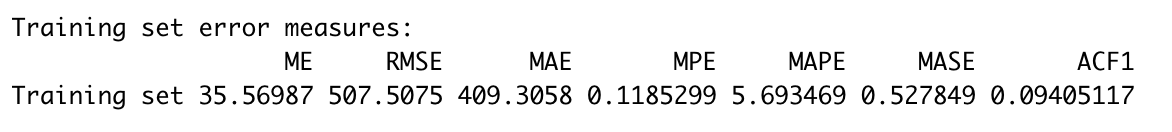 Training set error measures:
ME RMSE MAE MPE MAPE MASE ACF1
Training set 35.56987 507.5075 409.3058 0.1185299 5.693469 0.527849 0.09405117